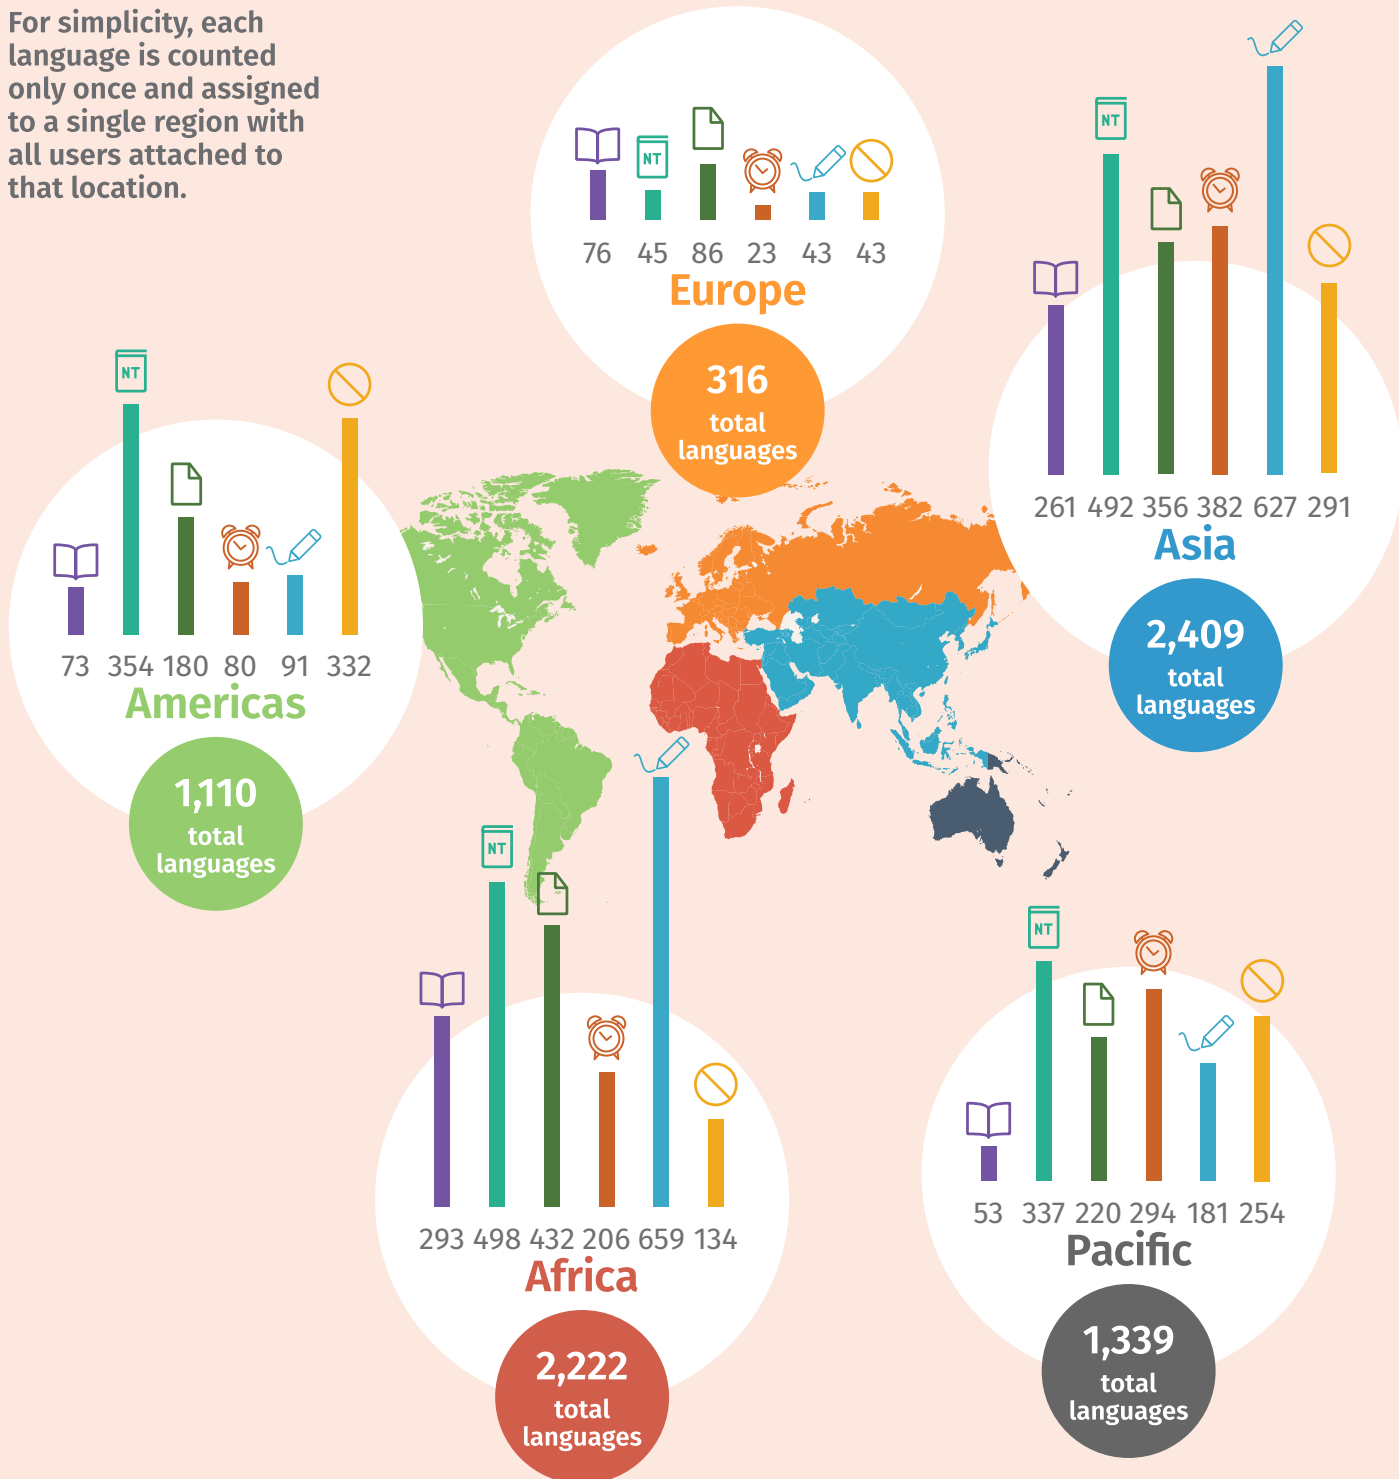 For simplicity, each
language is counted
only once and assigned
to a single region with
all users attached to
that location.
NT
76 45 86 23 43 43
Europe
316
total
languages
NT
261 492 356 382 627 291
Asia
2,409
total
languages
NT
73 354 180 80 91 332
Americas
1,110
total
languages
NT
293 498 432 206 659 134
Africa
2,222
total
languages
NT
53 337 220 294 181 254
Pacific
1,339
total
languages